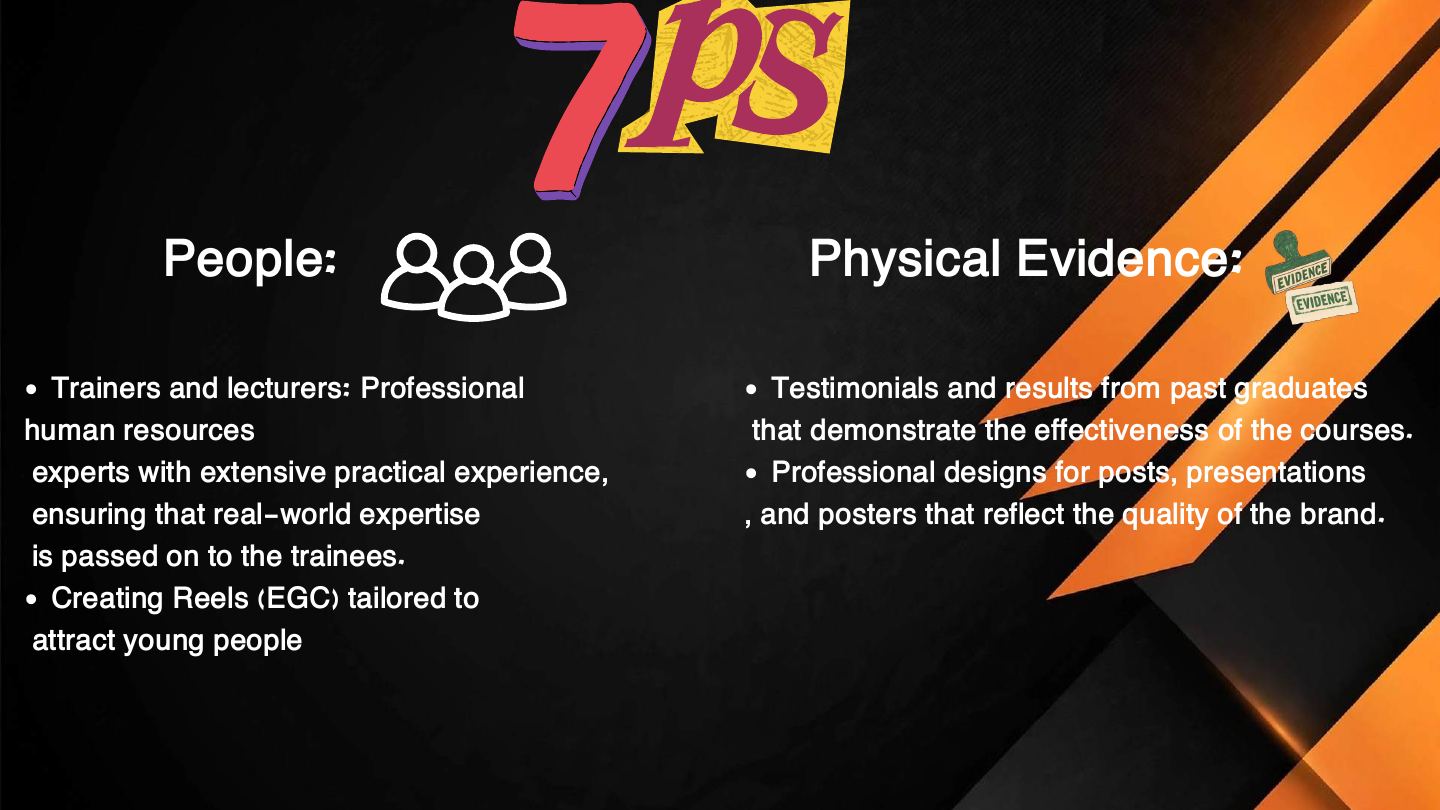 7ps
People:
Physical Evidence:
EVIDENCE
EVIDENCE
• Trainers and lecturers: Professional
human resources
experts with extensive practical experience,
ensuring that real-world expertise
is passed on to the trainees.
• Creating Reels (EGC) tailored to
attract young people
• Testimonials and results from past graduates
that demonstrate the effectiveness of the courses.
• Professional designs for posts, presentations
, and posters that reflect the quality of the brand.